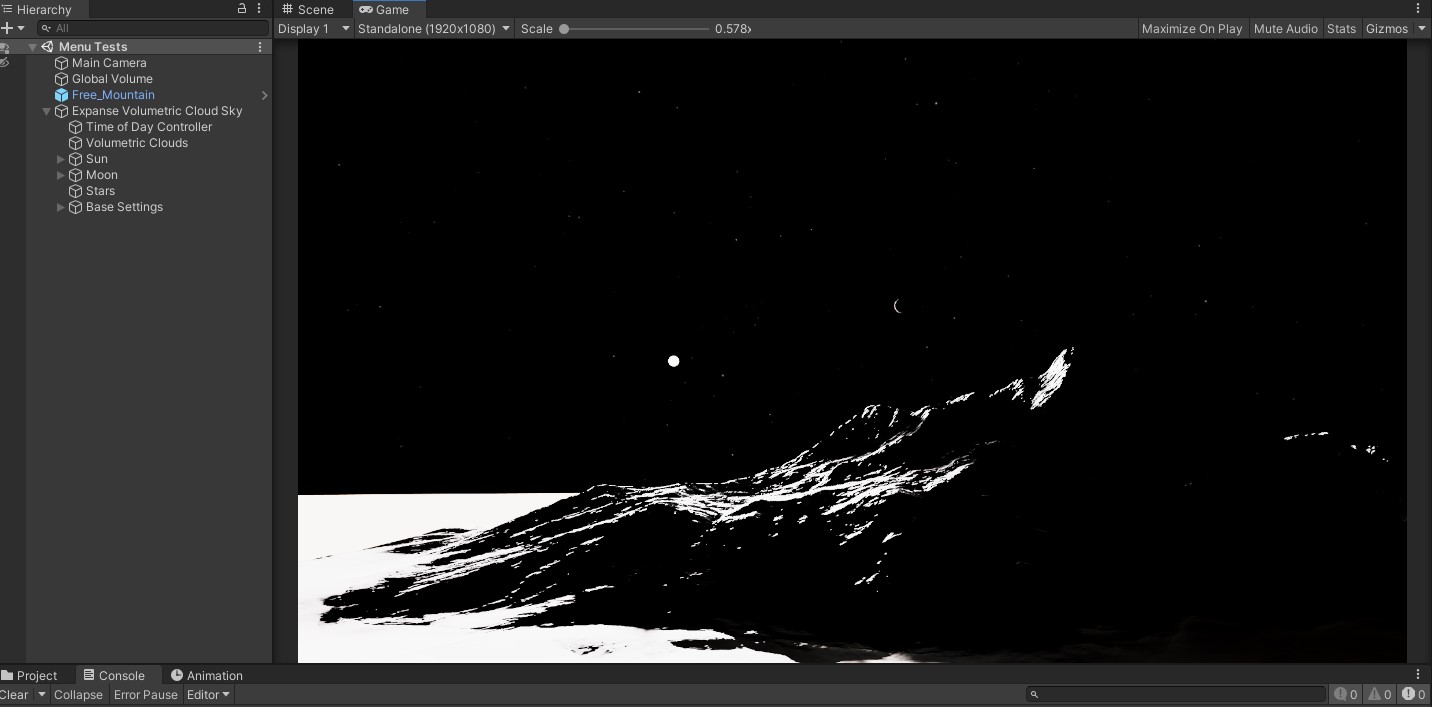 Hierarchy
Scene
Game
All
Display 1
Standalone (1920x1080)
Scale
0.578›
Maximize On Play
Mute Audio
Stats
Gizmos
Menu Tests
Main Camera
Global Volume
Free_Mountain
Expanse Volumetric Cloud Sky
Time of Day Controller
Volumetric Clouds
Sun
Moon
Stars
Base Settings
Project
Console
Animation
Clear
Collapse
Error Pause
Editor
0
0
0